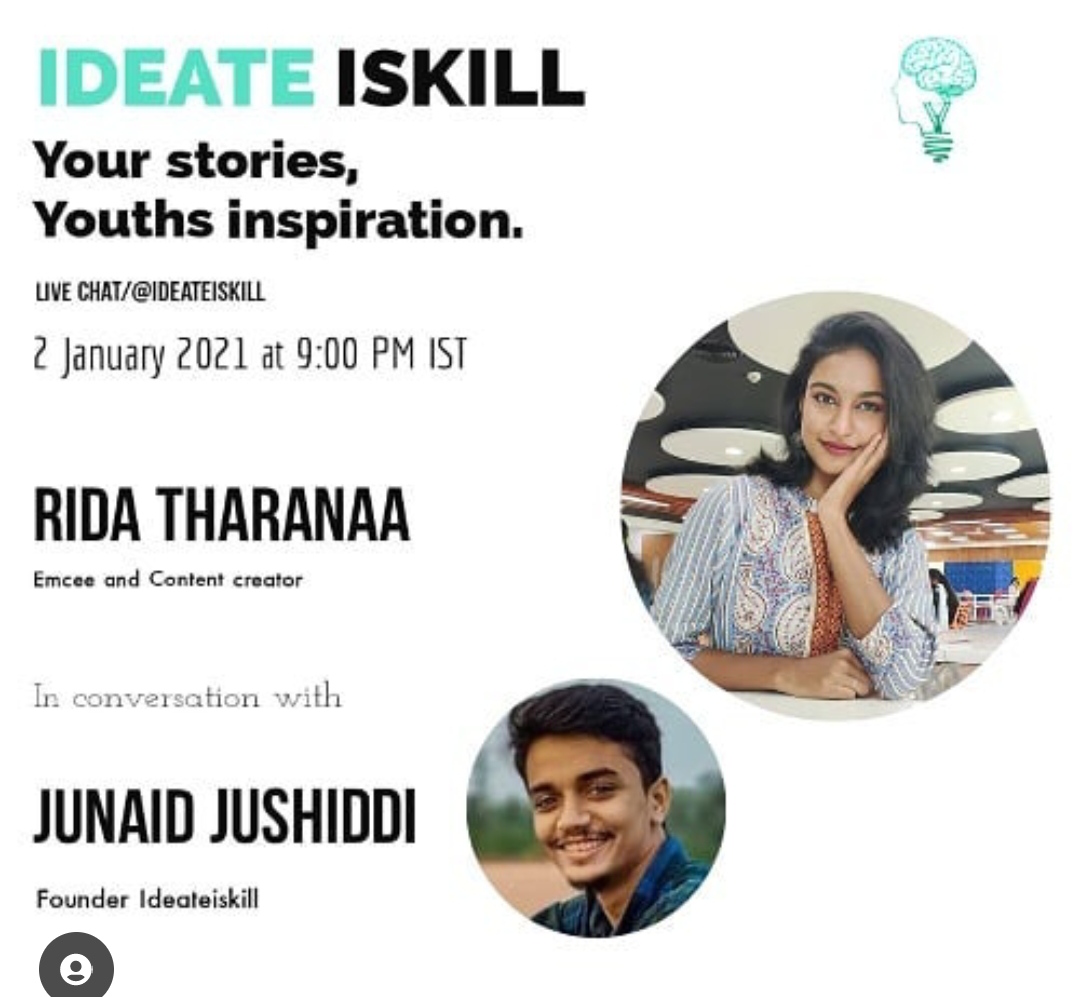 IDEATE ISKILL
Your stories,
Youths inspiration.
LIVE CHAT/@IDEATEISKILL
2 January 2021 at 9:00 PM IST
RIDA THARANAA
Emcee and Content creator
In conversation with
JUNAID JUSHIDDI
Founder Ideateiskill